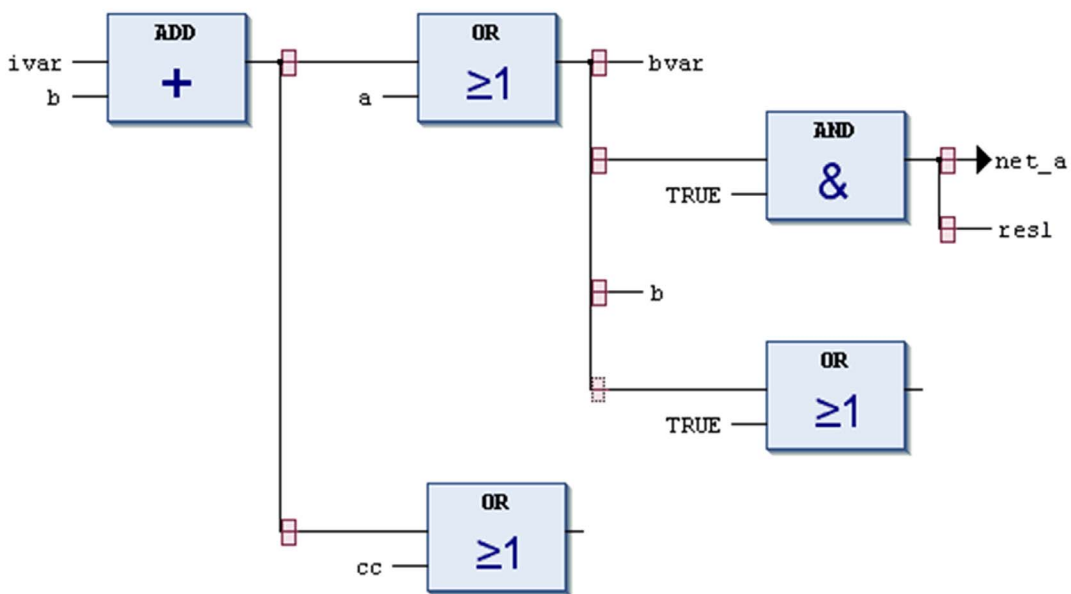 ADD
ivar
+
b
OR
≥1
a
bvar
AND
&
TRUE
net_a
resl
b
OR
≥1
TRUE
OR
≥1
cc